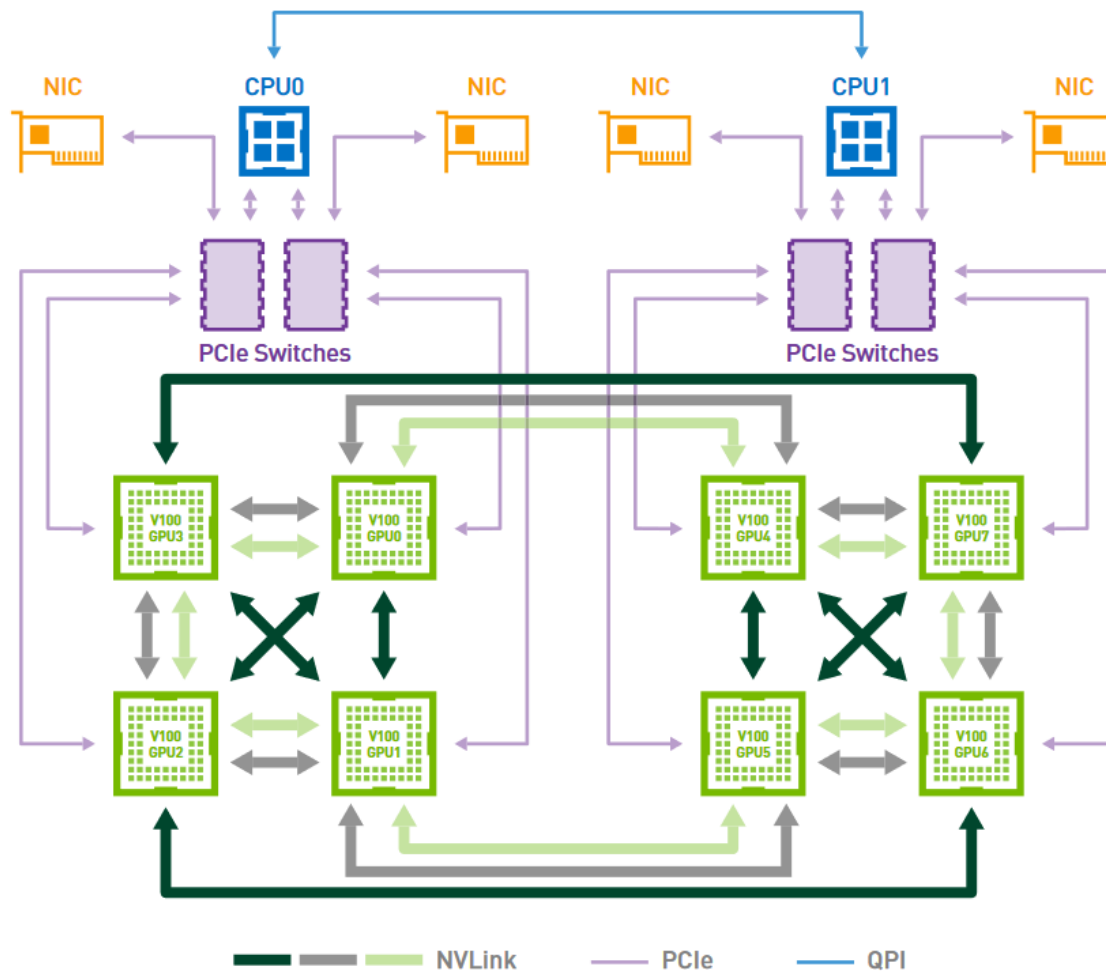 NIC
CPU0
NIC
NIC
CPU1
NIC
PCIe Switches
PCIe Switches
V100
GPU3
V100
GPU0
V100
GPU4
V100
GPU7
V100
GPU2
V100
GPU1
V100
GPU5
V100
GPU6
NVLink
PCIe
QPI